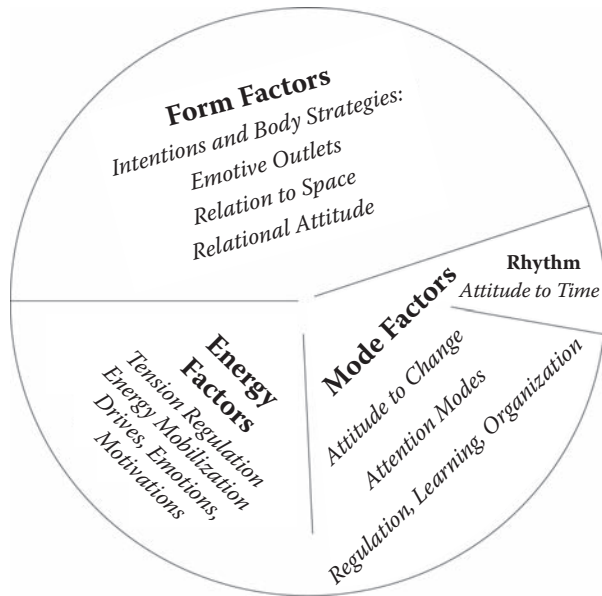 Form Factors
Intentions and Body Strategies:
Emotive Outlets
Relation to Space
Relational Attitude
Rhythm
Attitude to Time
Mode Factors
Attitude to Change
Attention Modes
Regulation, Learning, Organization
Energy
Factors
Tension Regulation
Energy Mobilization
Drives, Emotions,
Motivations